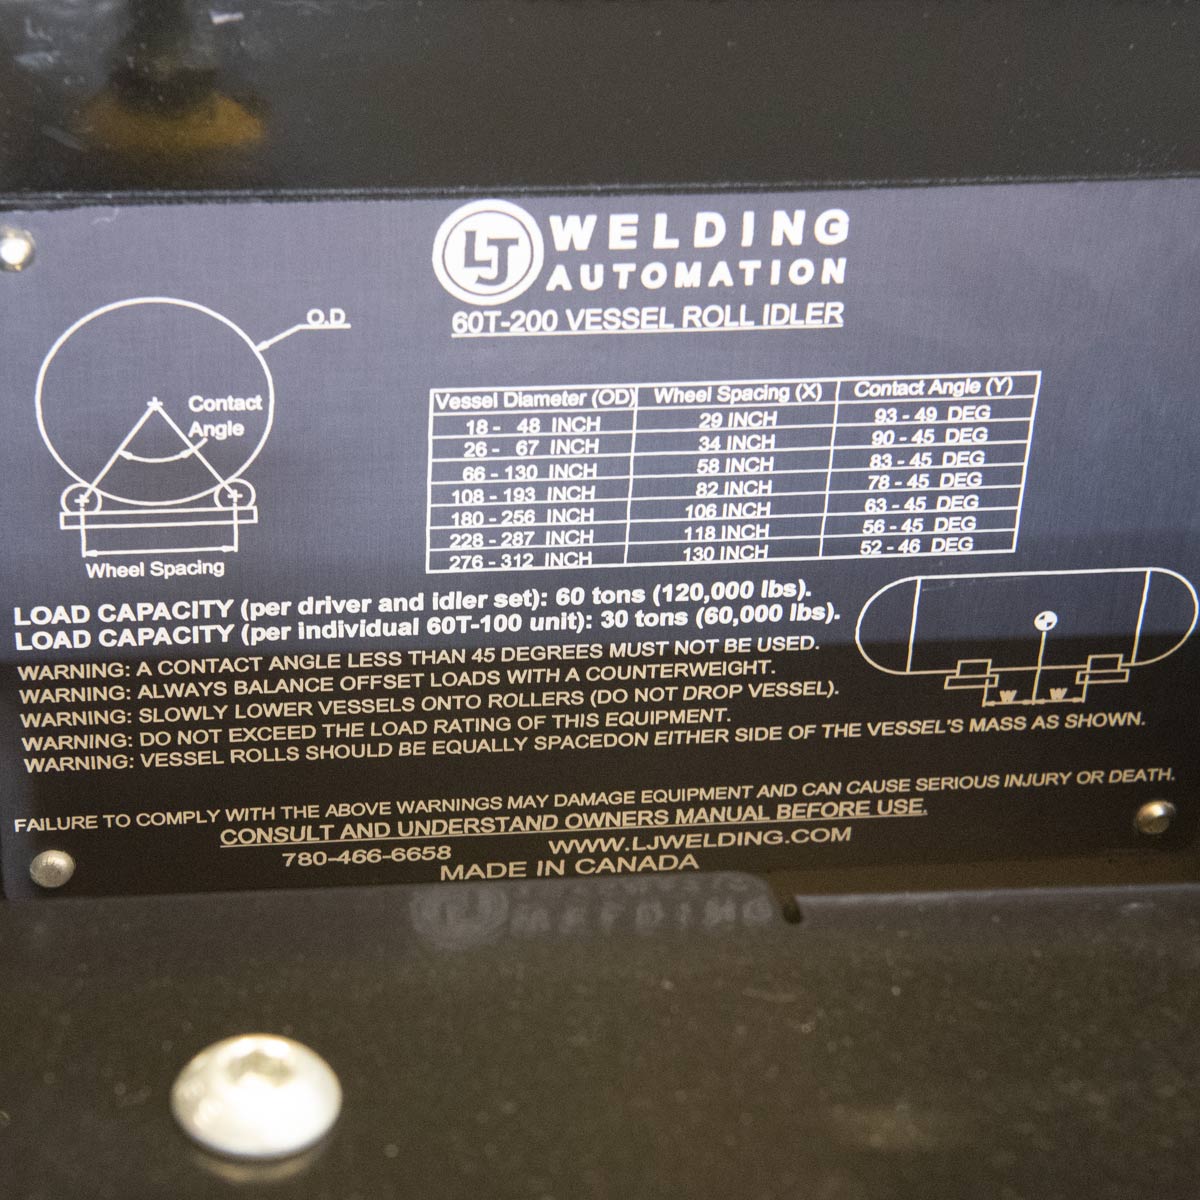 LJ WELDING
AUTOMATION
60T-200 VESSEL ROLL IDLER
O.D
Contact
Angle
Wheel Spacing
Vessel Diameter (OD) Wheel Spacing (X) Contact Angle (Y)
18 - 48 INCH 29 INCH 93 - 49 DEG
26 - 67 INCH 34 INCH 90 - 45 DEG
66 - 130 INCH 58 INCH 83 - 45 DEG
108 - 193 INCH 82 INCH 78 - 45 DEG
180 - 256 INCH 106 INCH 63 - 45 DEG
228 - 287 INCH 118 INCH 56 - 45 DEG
276 - 312 INCH 130 INCH 52 - 46 DEG
LOAD CAPACITY (per driver and idler set): 60 tons (120,000 lbs).
LOAD CAPACITY (per individual 60T-100 unit): 30 tons (60,000 lbs).
WARNING: A CONTACT ANGLE LESS THAN 45 DEGREES MUST NOT BE USED.
WARNING: ALWAYS BALANCE OFFSET LOADS WITH A COUNTERWEIGHT.
WARNING: SLOWLY LOWER VESSELS ONTO ROLLERS (DO NOT DROP VESSEL).
WARNING: DO NOT EXCEED THE LOAD RATING OF THIS EQUIPMENT.
WARNING: VESSEL ROLLS SHOULD BE EQUALLY SPACEDON EITHER SIDE OF THE VESSEL'S MASS AS SHOWN.
W W
FAILURE TO COMPLY WITH THE ABOVE WARNINGS MAY DAMAGE EQUIPMENT AND CAN CAUSE SERIOUS INJURY OR DEATH.
CONSULT AND UNDERSTAND OWNERS MANUAL BEFORE USE.
780-466-6658 WWW.LJWELDING.COM
MADE IN CANADA